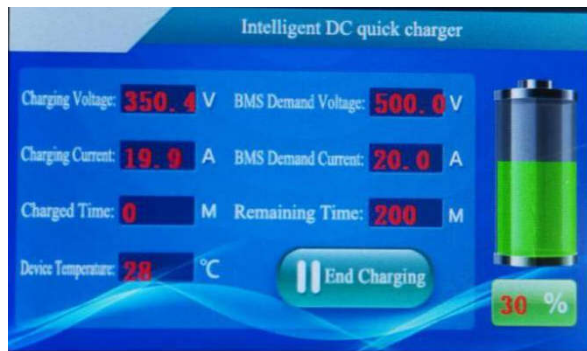 Intelligent DC quick charger
Charging Voltage: 350.4 V BMS Demand Voltage: 500.0 V
Charging Current: 19.9 A BMS Demand Current: 20.0 A
Charged Time: 0 M Remaining Time: 200 M
Device Temperature: 28 °C
End Charging
30 %